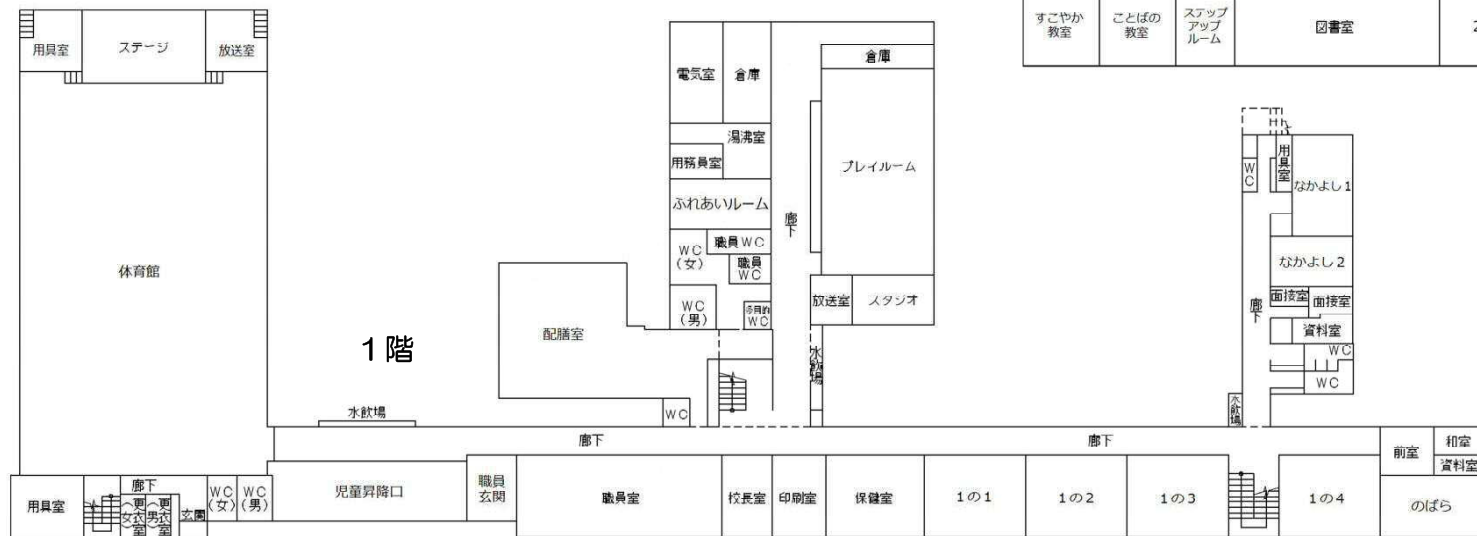 すこやか
教室
ことばの
教室
ステップ
アップ
ルーム
図書室
2
用具室
ステージ
放送室
電気室
倉庫
倉庫
湯沸室
用務員室
プレイルーム
ふれあいルーム
廊下
職員WC
WC
(女)
職員
WC
WC
(男)
多目的
WC
放送室
スタジオ
水飲場
体育館
1階
配膳室
WC
水飲場
WC
用具室
なかよし1
なかよし2
廊下
面接室
面接室
資料室
WC
WC
水飲場
廊下
廊下
用具室
廊下
更衣室
(女)
更衣室
(男)
玄関
WC
(女)
WC
(男)
児童昇降口
職員
玄関
職員室
校長室
印刷室
保健室
1の1
1の2
1の3
1の4
前室
和室
資料室
のばら